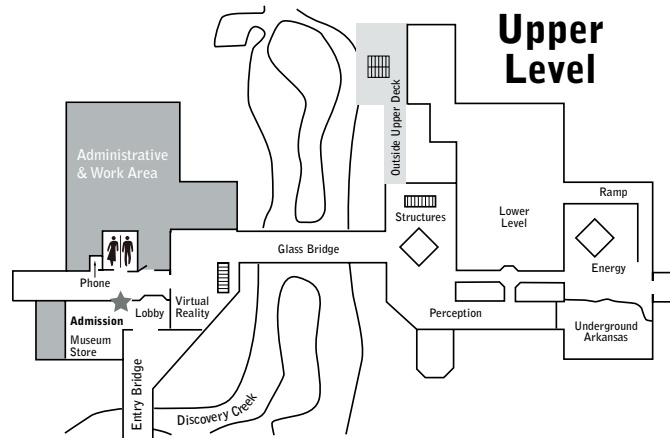 Upper
Level
Outside Upper Deck
Administrative
& Work Area
Ramp
Structures
Lower
Level
Glass Bridge
Energy
Phone
Virtual
Reality
Lobby
Admission
Perception
Underground
Arkansas
Museum
Store
Entry Bridge
Discovery Creek